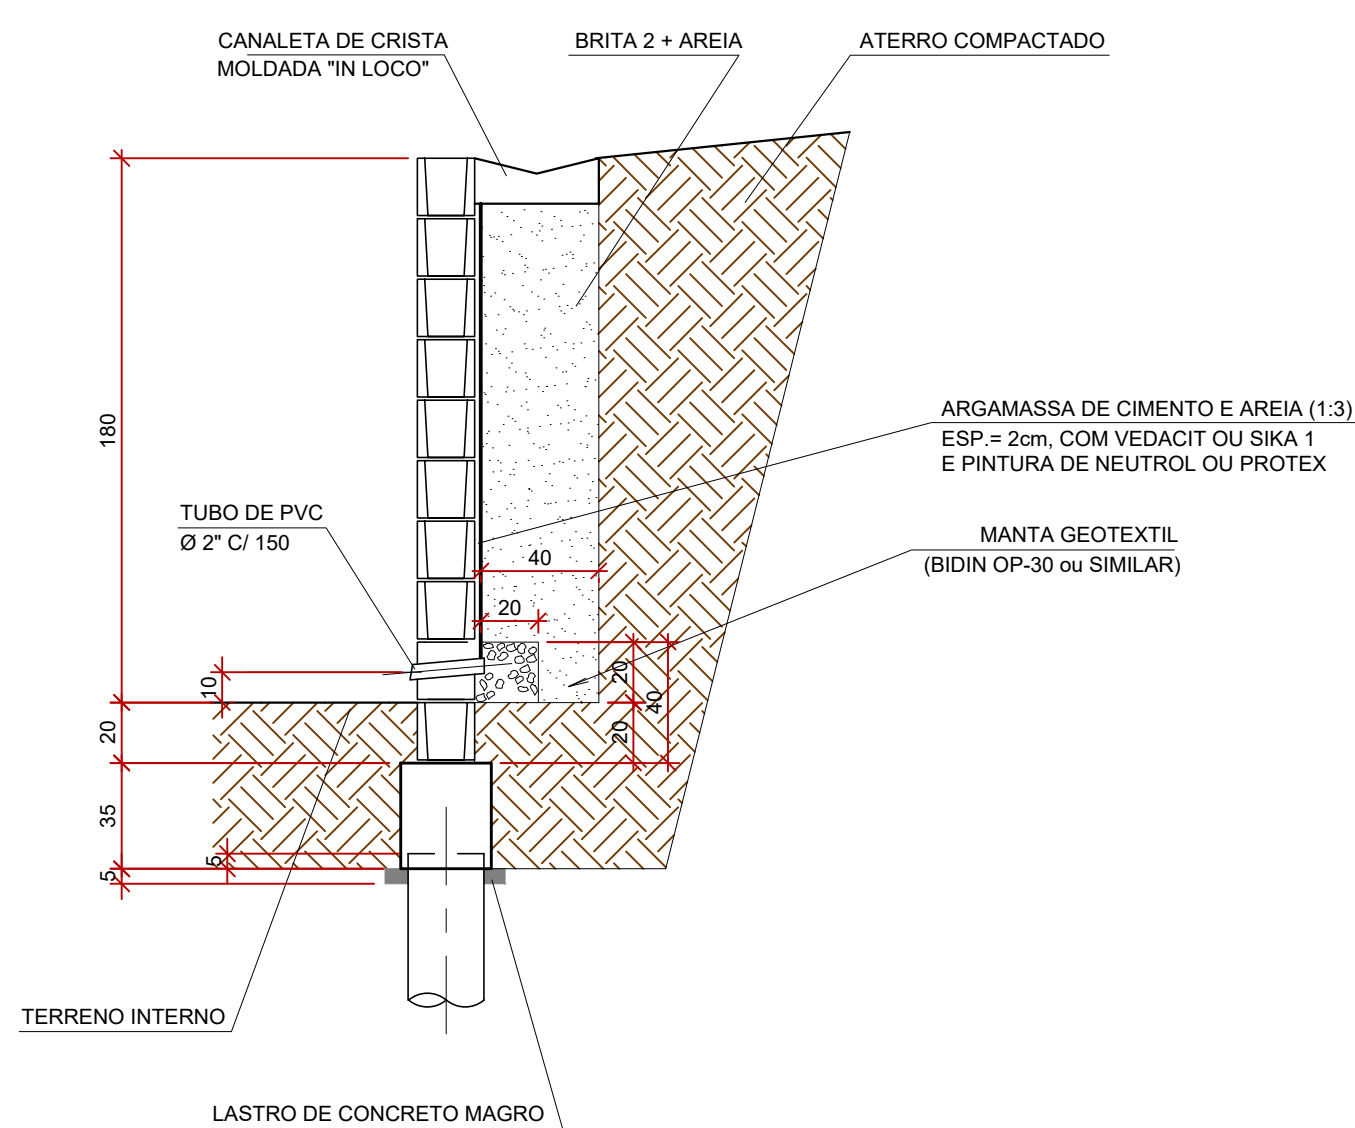 CANALETA DE CRISTA
MOLDADA "IN LOCO"
BRITA 2 + AREIA
ATERRO COMPACTADO
180
ARGAMASSA DE CIMENTO E AREIA (1:3)
ESP.= 2cm, COM VEDACIT OU SIKA 1
E PINTURA DE NEUTROL OU PROTEX
TUBO DE PVC
Ø 2" C/ 150
MANTA GEOTEXTIL
(BIDIN OP-30 ou SIMILAR)
40
20
10
20
40
20
20
35
5
5
TERRENO INTERNO
LASTRO DE CONCRETO MAGRO